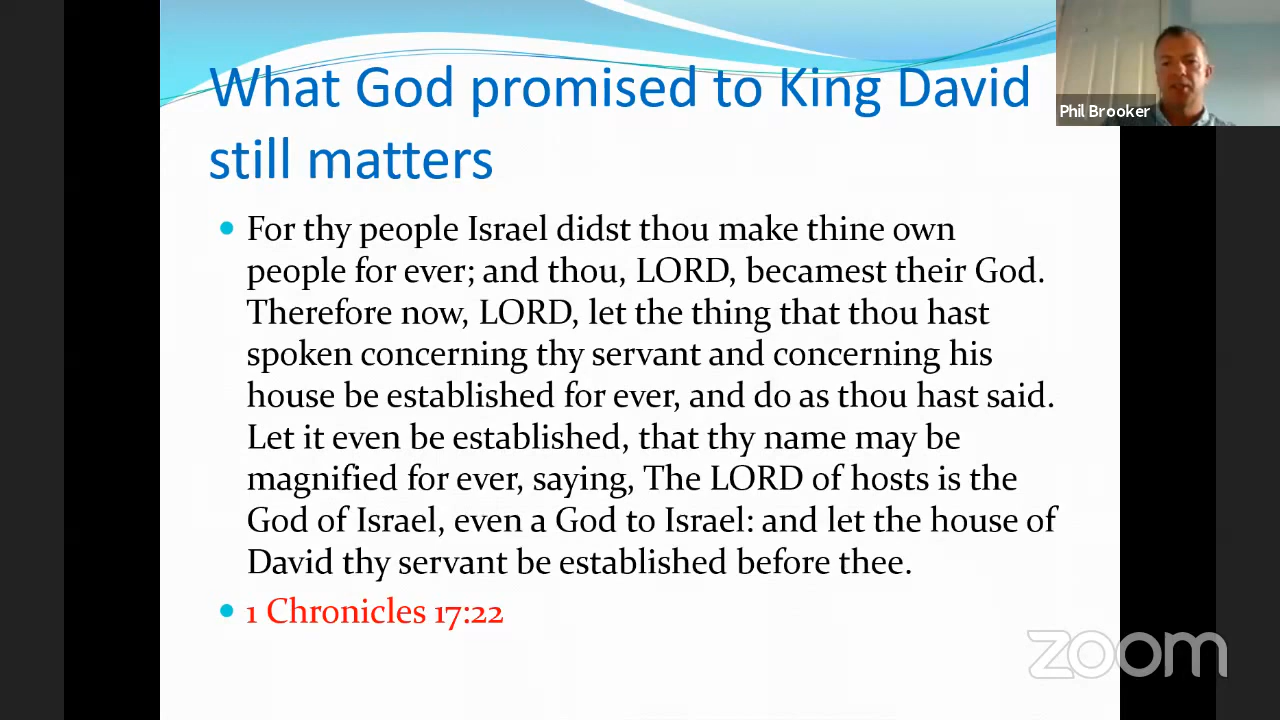 What God promised to King David
still matters
Phil Brooker
For thy people Israel didst thou make thine own
people for ever; and thou, LORD, becamest their God.
Therefore now, LORD, let the thing that thou hast
spoken concerning thy servant and concerning his
house be established for ever, and do as thou hast said.
Let it even be established, that thy name may be
magnified for ever, saying, The LORD of hosts is the
God of Israel, even a God to Israel: and let the house of
David thy servant be established before thee.
1 Chronicles 17:22
zoom